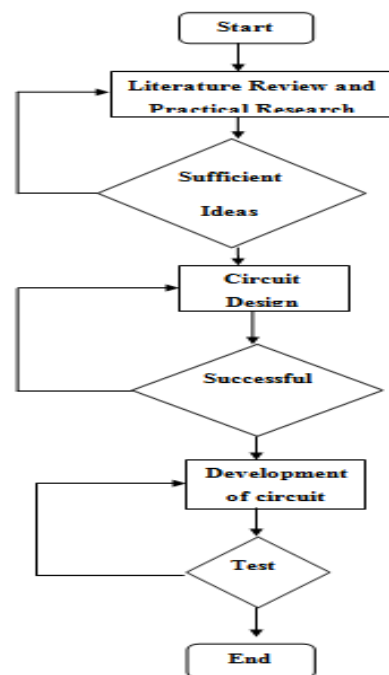 Start
Literature Review and
Practical Research
Sufficient
Ideas
Circuit
Design
Successful
Development
of circuit
Test
End